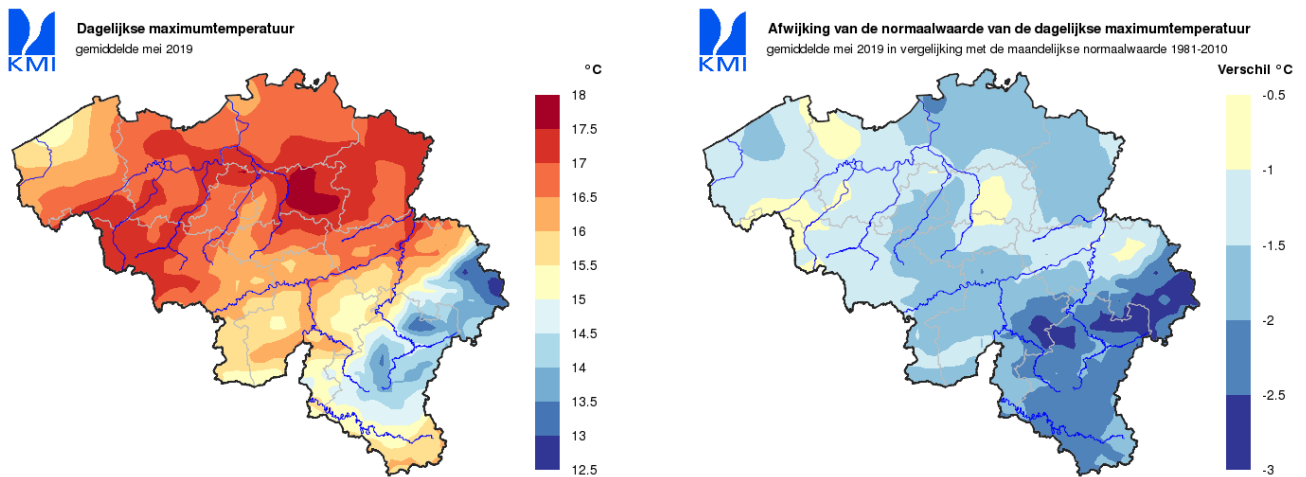 KMI
Dagelijkse maximumtemperatuur
gemiddelde mei 2019
°C
18
17.5
17
16.5
16
15.5
15
14.5
14
13.5
13
12.5
KMI
Afwijking van de normaalwaarde van de dagelijkse maximumtemperatuur
gemiddelde mei 2019 in vergelijking met de maandelijkse normaalwaarde 1981-2010
Verschil °C
-0.5
-1
-1.5
-2
-2.5
-3